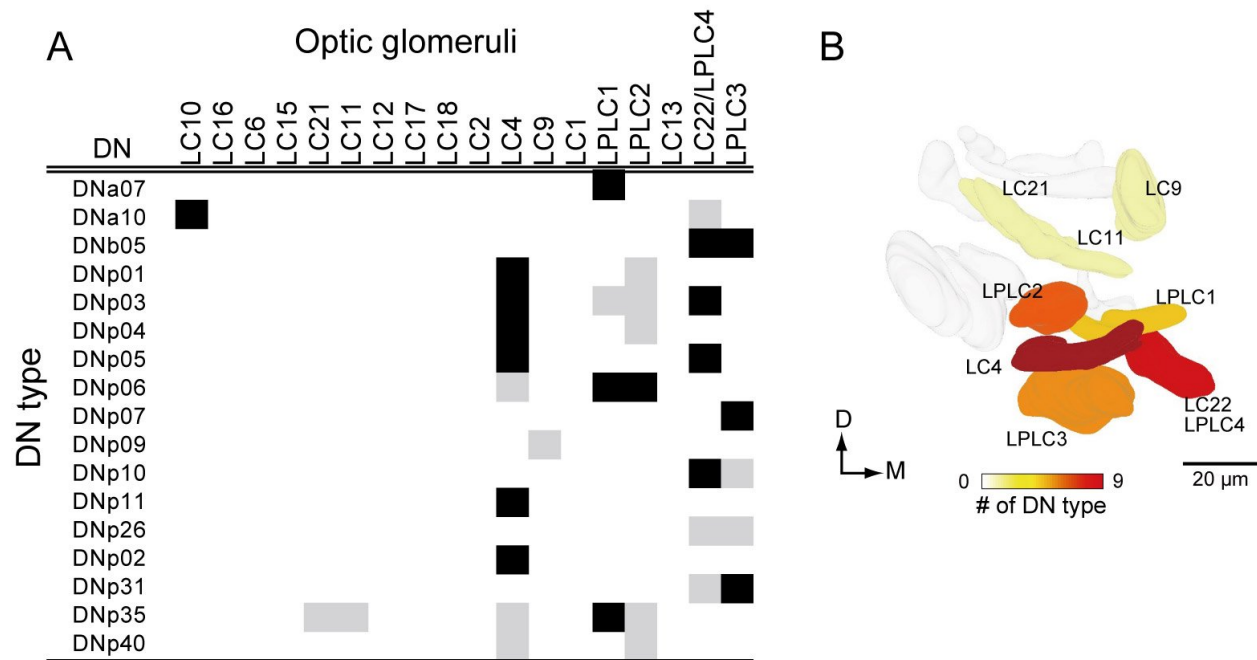 A
Optic glomeruli
DN
LC10
LC16
LC6
LC15
LC21
LC11
LC12
LC17
LC18
LC2
LC4
LC9
LC1
LPLC1
LPLC2
LC13
LC22/LPLC4
LPLC3
DN type
DNa07
DNa10
DNb05
DNp01
DNp03
DNp04
DNp05
DNp06
DNp07
DNp09
DNp10
DNp11
DNp26
DNp02
DNp31
DNp35
DNp40
B
LC21
LC9
LC11
LPLC2
LPLC1
LC4
LC22
LPLC4
LPLC3
D
M
0
9
# of DN type
20 µm